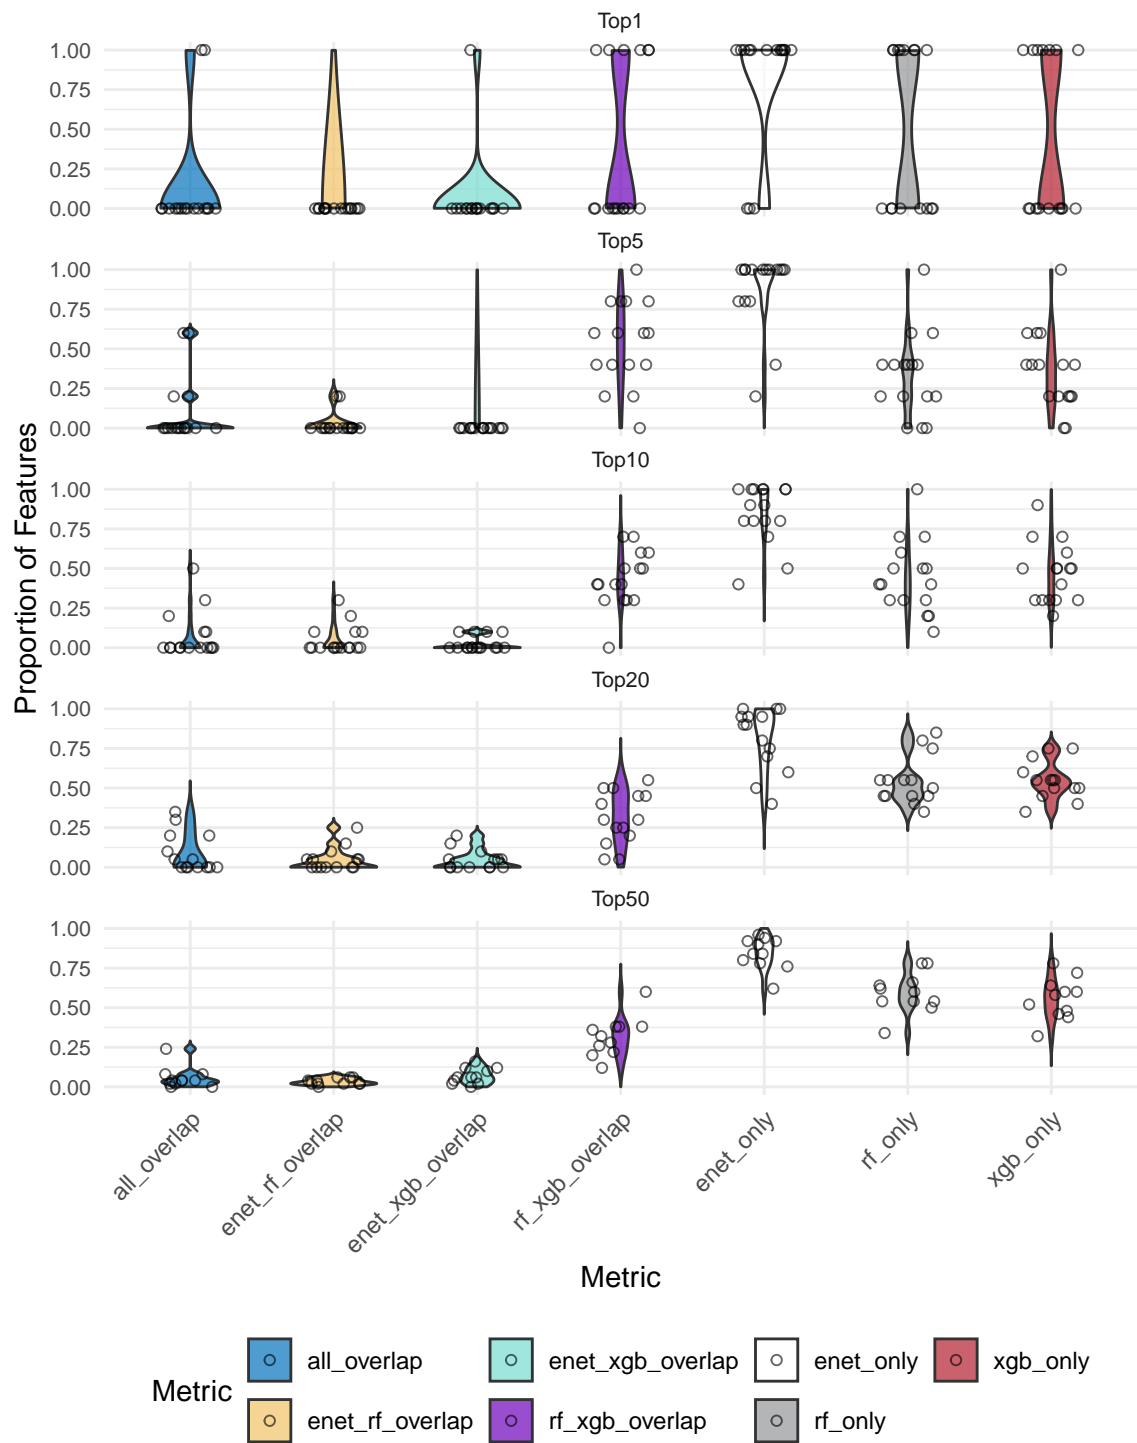 Top1
1.00
0.75
0.50
0.25
0.00
Top5
1.00
0.75
0.50
0.25
0.00
Top10
1.00
0.75
0.50
0.25
0.00
Top20
1.00
0.75
0.50
0.25
0.00
Top50
1.00
0.75
0.50
0.25
0.00
Proportion of Features
all_overlap
enet_rf_overlap
enet_xgb_overlap
rf_xgb_overlap
enet_only
rf_only
xgb_only
Metric
Metric
all_overlap
enet_xgb_overlap
enet_only
xgb_only
enet_rf_overlap
rf_xgb_overlap
rf_only